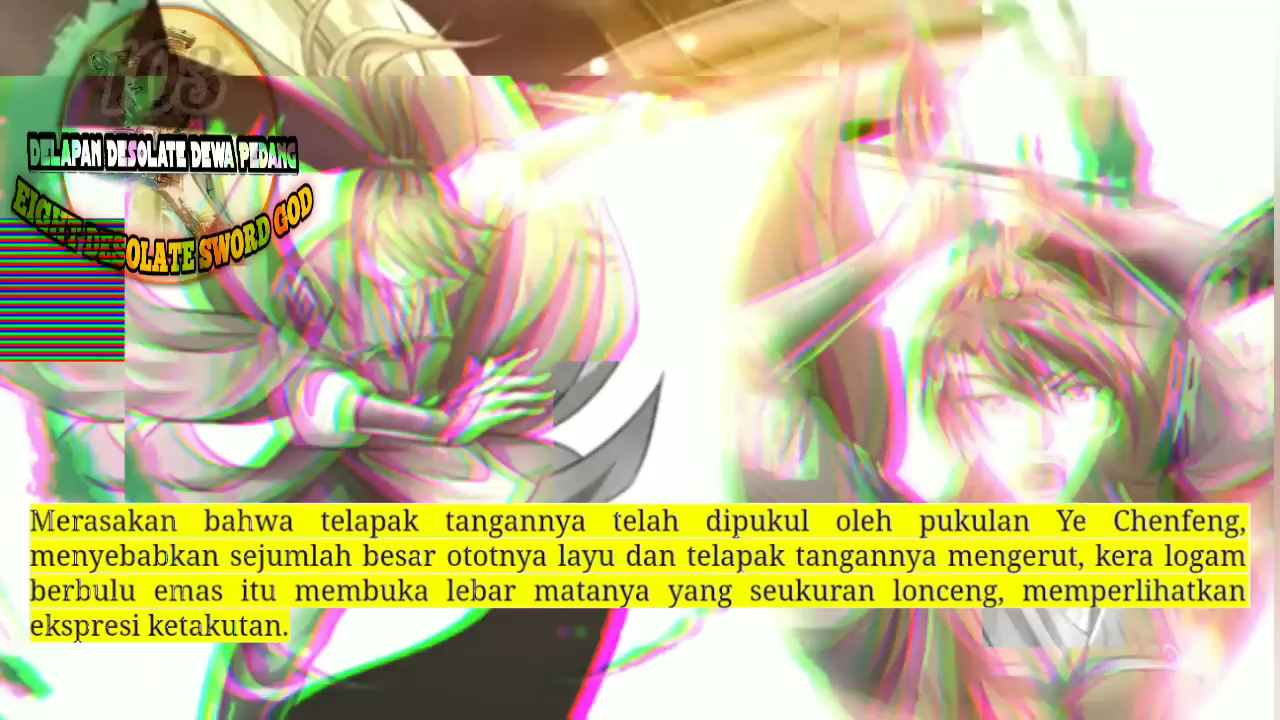 108
DELAPAN DESOLATE DEWA PEDANG
EIGHT DESOLATE SWORD GOD
Merasakan bahwa telapak tangannya telah dipukul oleh pukulan Ye Chenfeng,
menyebabkan sejumlah besar ototnya layu dan telapak tangannya mengerut, kera logam
berbulu emas itu membuka lebar matanya yang seukuran lonceng, memperlihatkan
ekspresi ketakutan.